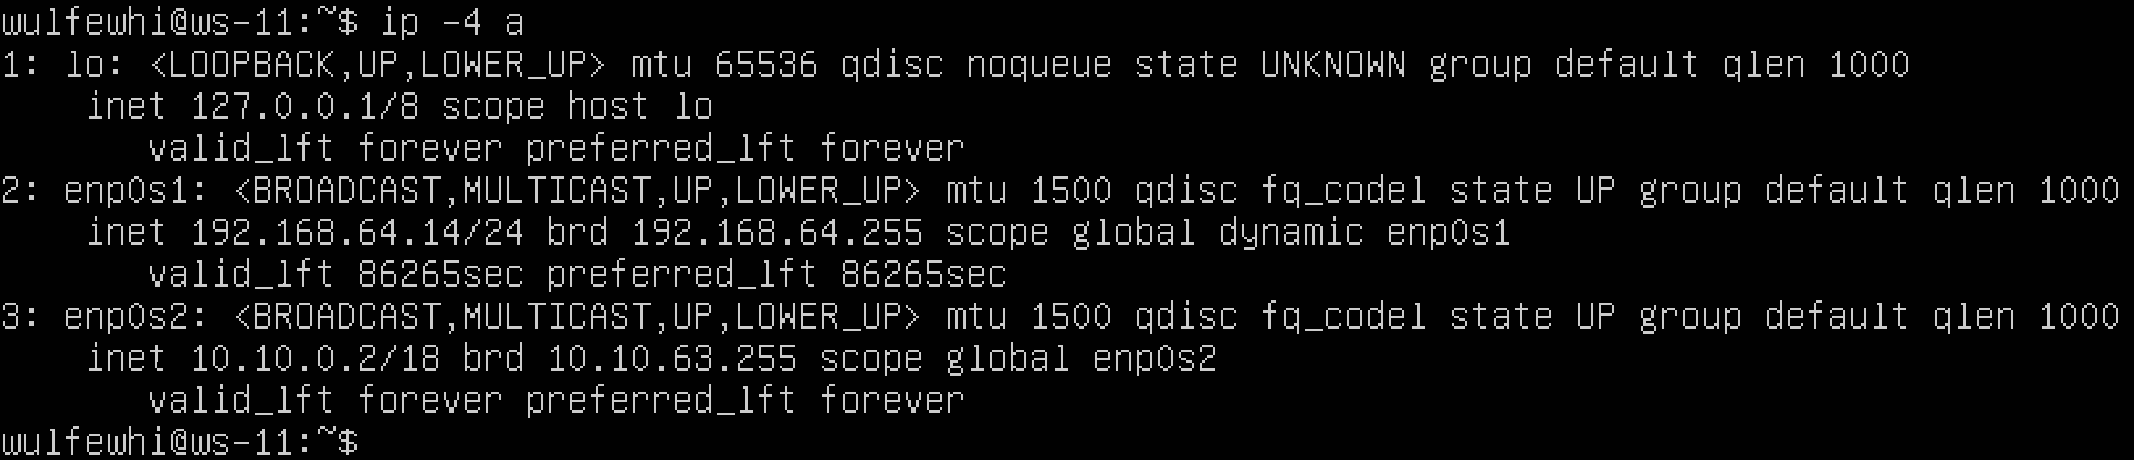 wulfewhi@ws-11:~$ ip -4 a
1: lo: <LOOPBACK,UP,LOWER_UP> mtu 65536 qdisc noqueue state UNKNOWN group default qlen 1000
    inet 127.0.0.1/8 scope host lo
       valid_lft forever preferred_lft forever
2: enp0s1: <BROADCAST,MULTICAST,UP,LOWER_UP> mtu 1500 qdisc fq_codel state UP group default qlen 1000
    inet 192.168.64.14/24 brd 192.168.64.255 scope global dynamic enp0s1
       valid_lft 86265sec preferred_lft 86265sec
3: enp0s2: <BROADCAST,MULTICAST,UP,LOWER_UP> mtu 1500 qdisc fq_codel state UP group default qlen 1000
    inet 10.10.0.2/18 brd 10.10.63.255 scope global enp0s2
       valid_lft forever preferred_lft forever
wulfewhi@ws-11:~$